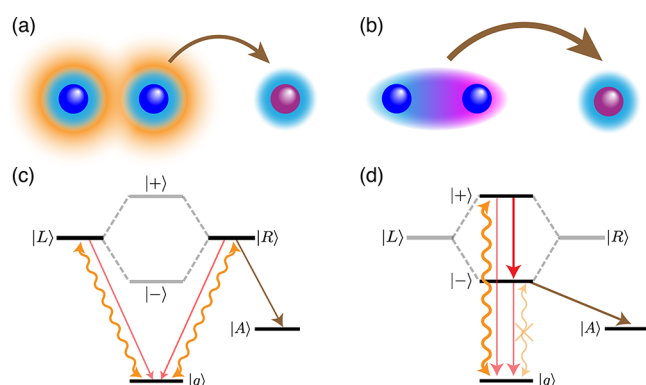 (a)
(b)
(c)
(d)
|+⟩
|L⟩
|R⟩
|−⟩
|A⟩
|g⟩
|+⟩
|L⟩
|R⟩
|−⟩
|A⟩
|g⟩